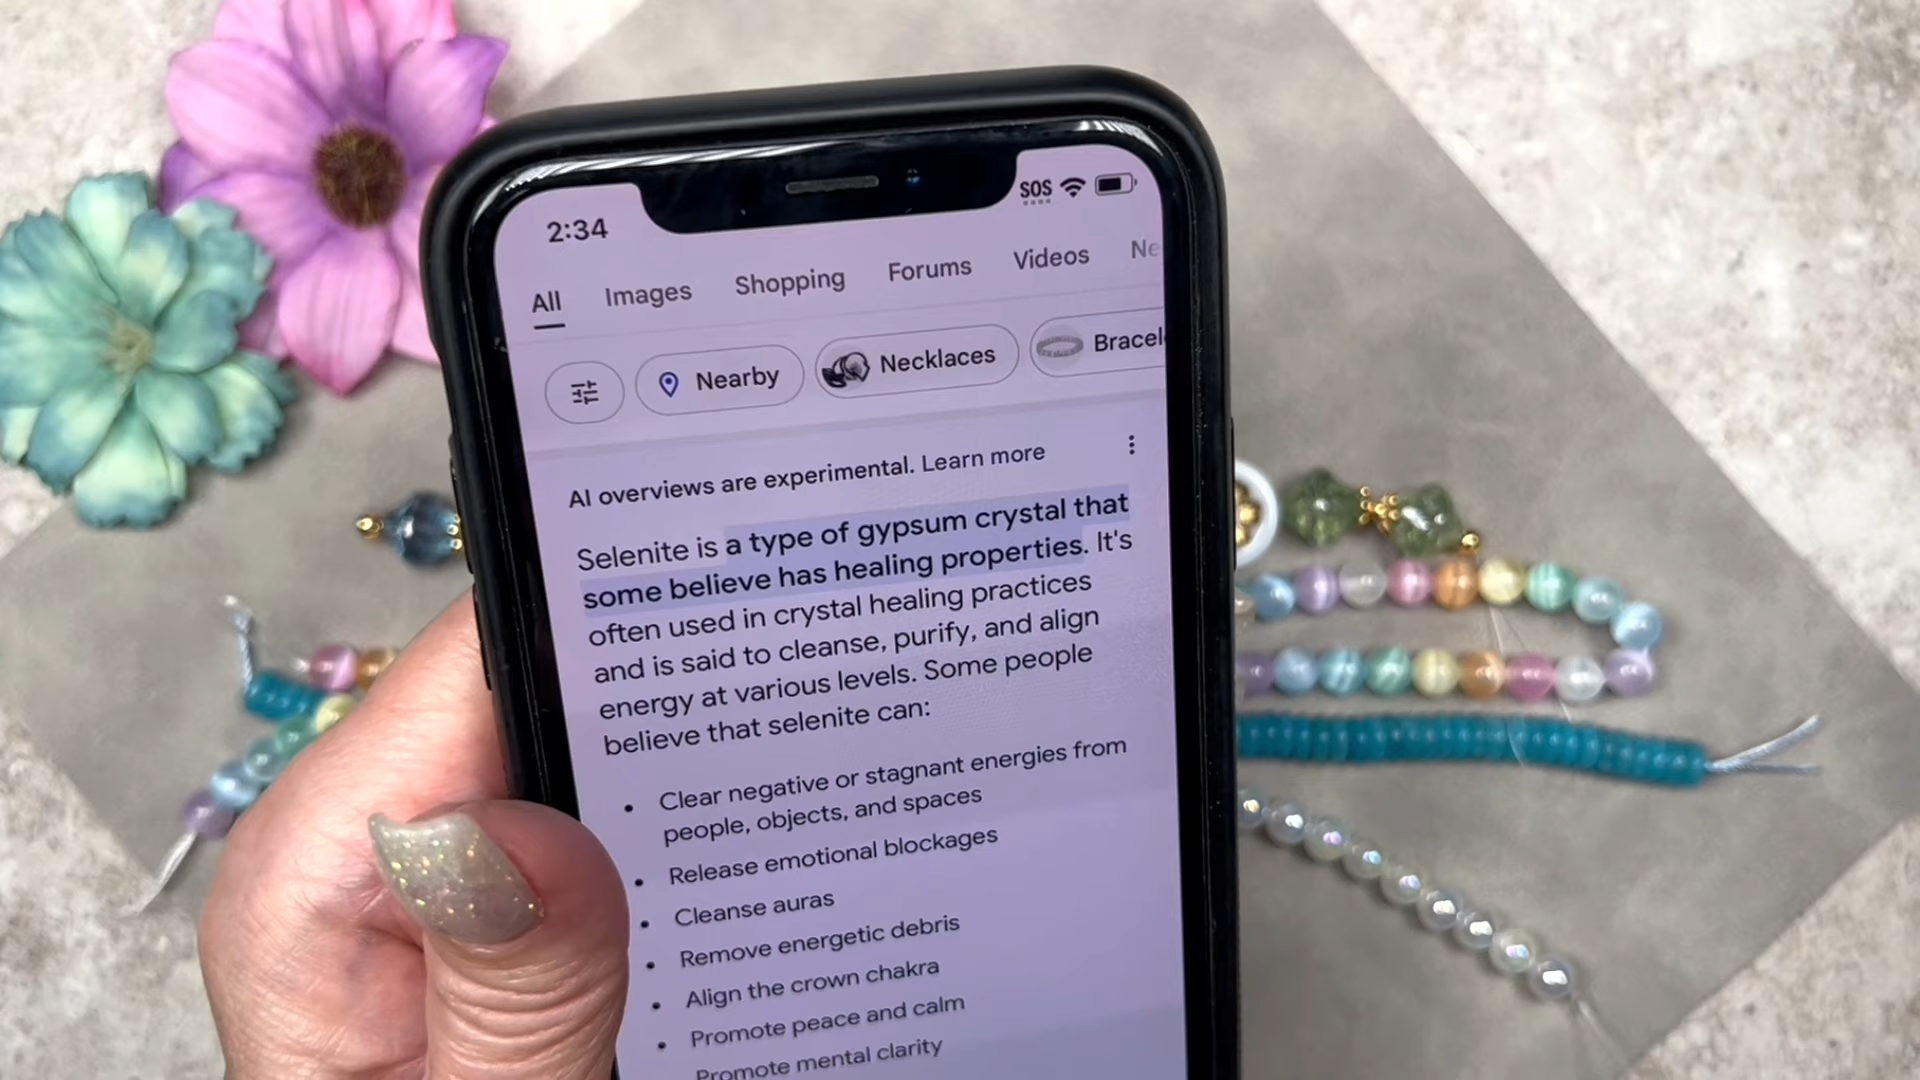 2:34 SOS
All Images Shopping Forums Videos Ne
Nearby Necklaces Bracel
AI overviews are experimental. Learn more
Selenite is a type of gypsum crystal that
some believe has healing properties. It's
often used in crystal healing practices
and is said to cleanse, purify, and align
energy at various levels. Some people
believe that selenite can:
• Clear negative or stagnant energies from
people, objects, and spaces
• Release emotional blockages
• Cleanse auras
• Remove energetic debris
• Align the crown chakra
• Promote peace and calm
Promote mental clarity